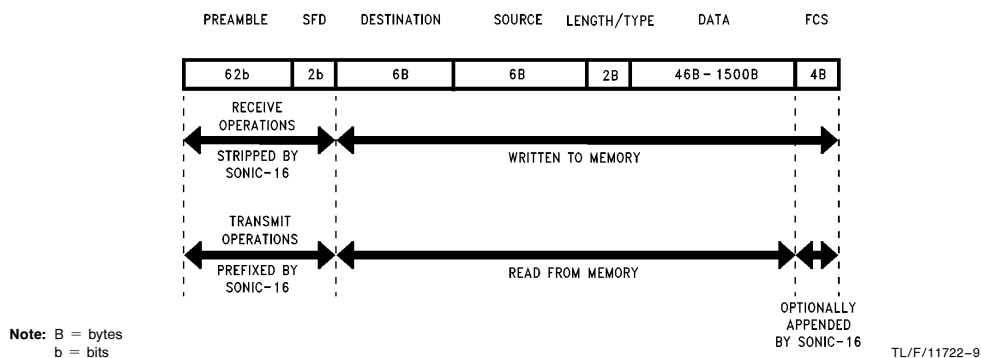 PREAMBLE SFD DESTINATION SOURCE LENGTH/TYPE DATA FCS
62b 2b 6B 6B 2B 46B – 1500B 4B
RECEIVE
OPERATIONS
STRIPPED BY
SONIC–16
WRITTEN TO MEMORY
TRANSMIT
OPERATIONS
PREFIXED BY
SONIC–16
READ FROM MEMORY
OPTIONALLY
APPENDED
BY SONIC–16
Note: B = bytes
b = bits
TL/F/11722–9